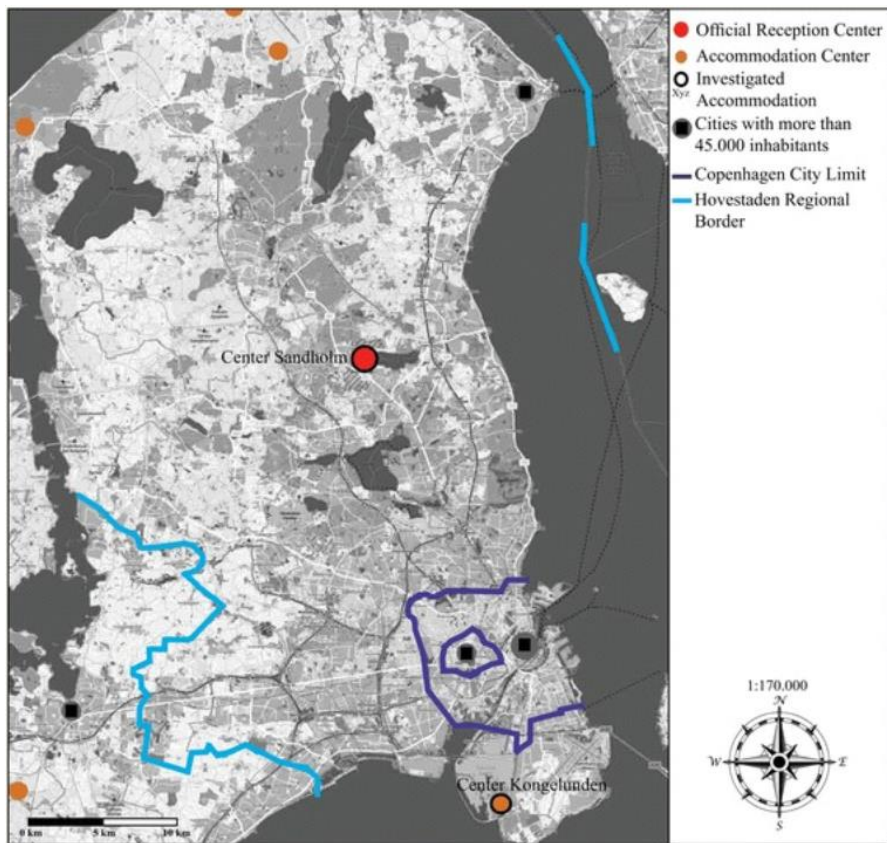 Official Reception Center
Accommodation Center
Investigated
Xyz Accommodation
Cities with more than
45.000 inhabitants
Copenhagen City Limit
Hovestaden Regional
Border
Center Sandholm
1:170.000
N
W
E
S
Center Kongelunden
0 km
5 km
10 km